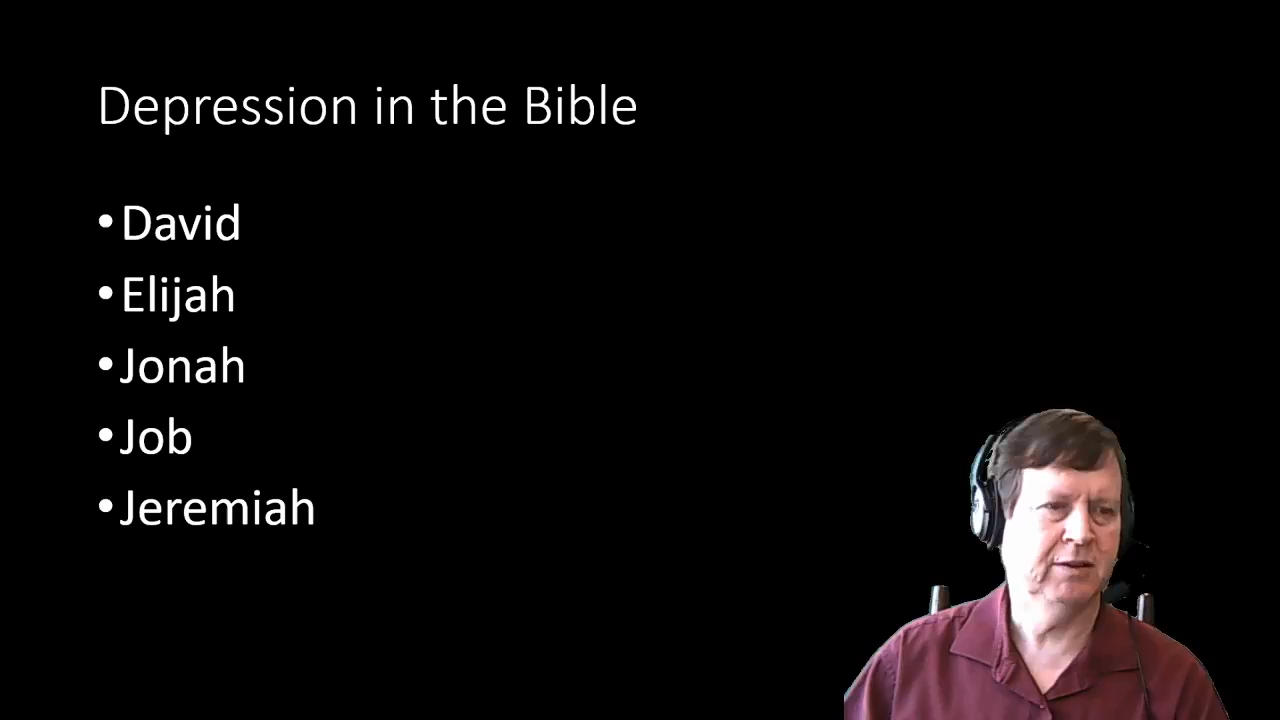 Depression in the Bible
•David
•Elijah
•Jonah
•Job
•Jeremiah